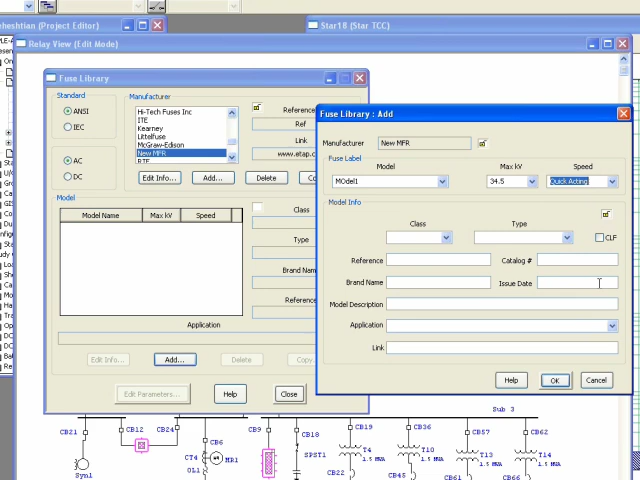 heshtian (Project Editor)
Star18 (Star TCC)
Relay View (Edit Mode)
Fuse Library
Standard
ANSI
IEC
AC
DC
Manufacturer
Hi-Tech Fuses Inc
ITE
Kearney
Littelfuse
McGraw-Edison
New MFR
RTE
Reference
Ref
Link
www.etap.c
Edit Info...
Add...
Delete
Co
Model
Model Name
Max kV
Speed
Class
Type
Brand Nam
Reference
Application
Edit Info...
Add...
Delete
Copy
Edit Parameters...
Help
Close
Fuse Library : Add
Manufacturer
New MFR
Fuse Label
Model
Max kV
Speed
MOdel1
34.5
Quick Acting
Model Info
Class
Type
CLF
Reference
Catalog #
Brand Name
Issue Date
Model Description
Application
Link
Help
OK
Cancel
Sub 3
CB21
CB12
CB24
CB6
CB9
CB18
CB19
CB36
CB57
CB62
CT4
MR1
OL1
SPST1
T4
1.5 MVA
T10
1.5 MVA
T13
1.5 MVA
T14
1.5 MVA
Syn1
CB22
CB45
CB61
CB66